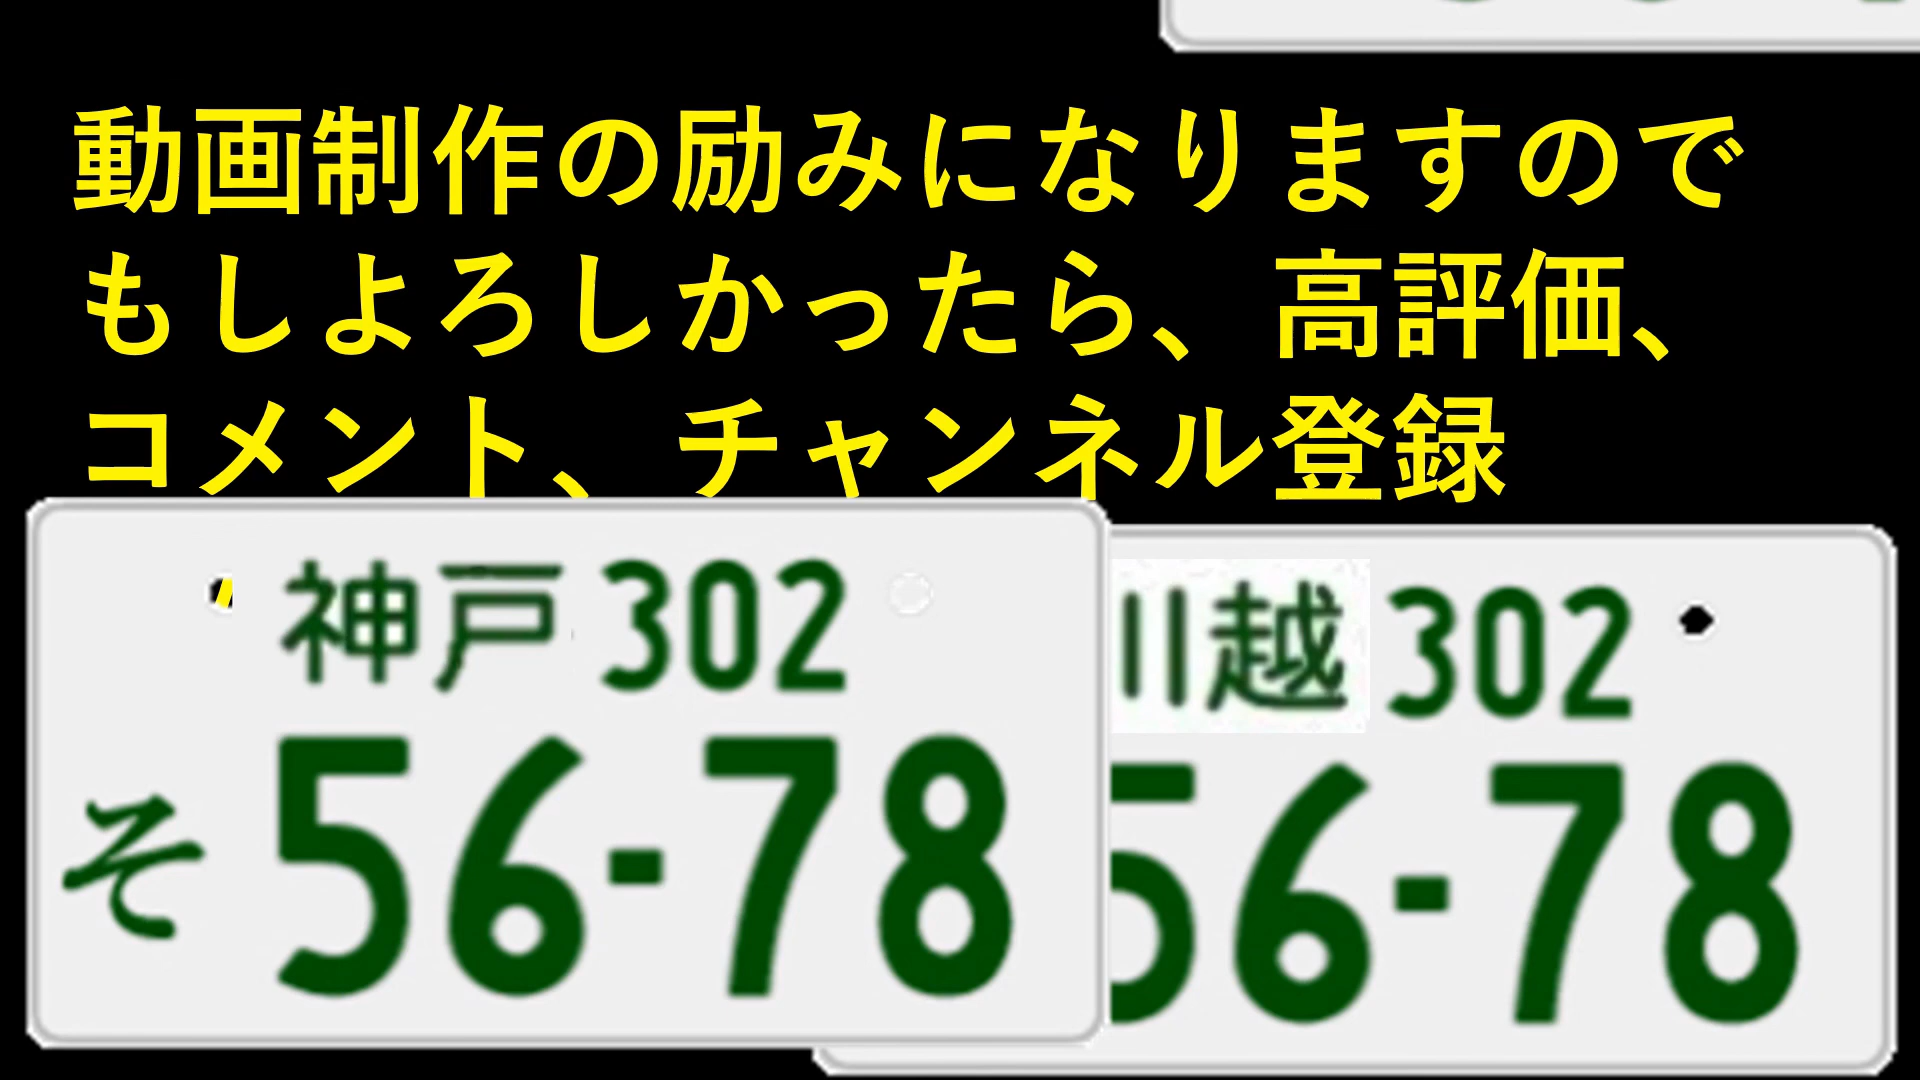 動画制作の励みになりますので
もしよろしかったら、高評価、
コメント、チャンネル登録
神戸 302
そ 56-78
川越 302
56-78